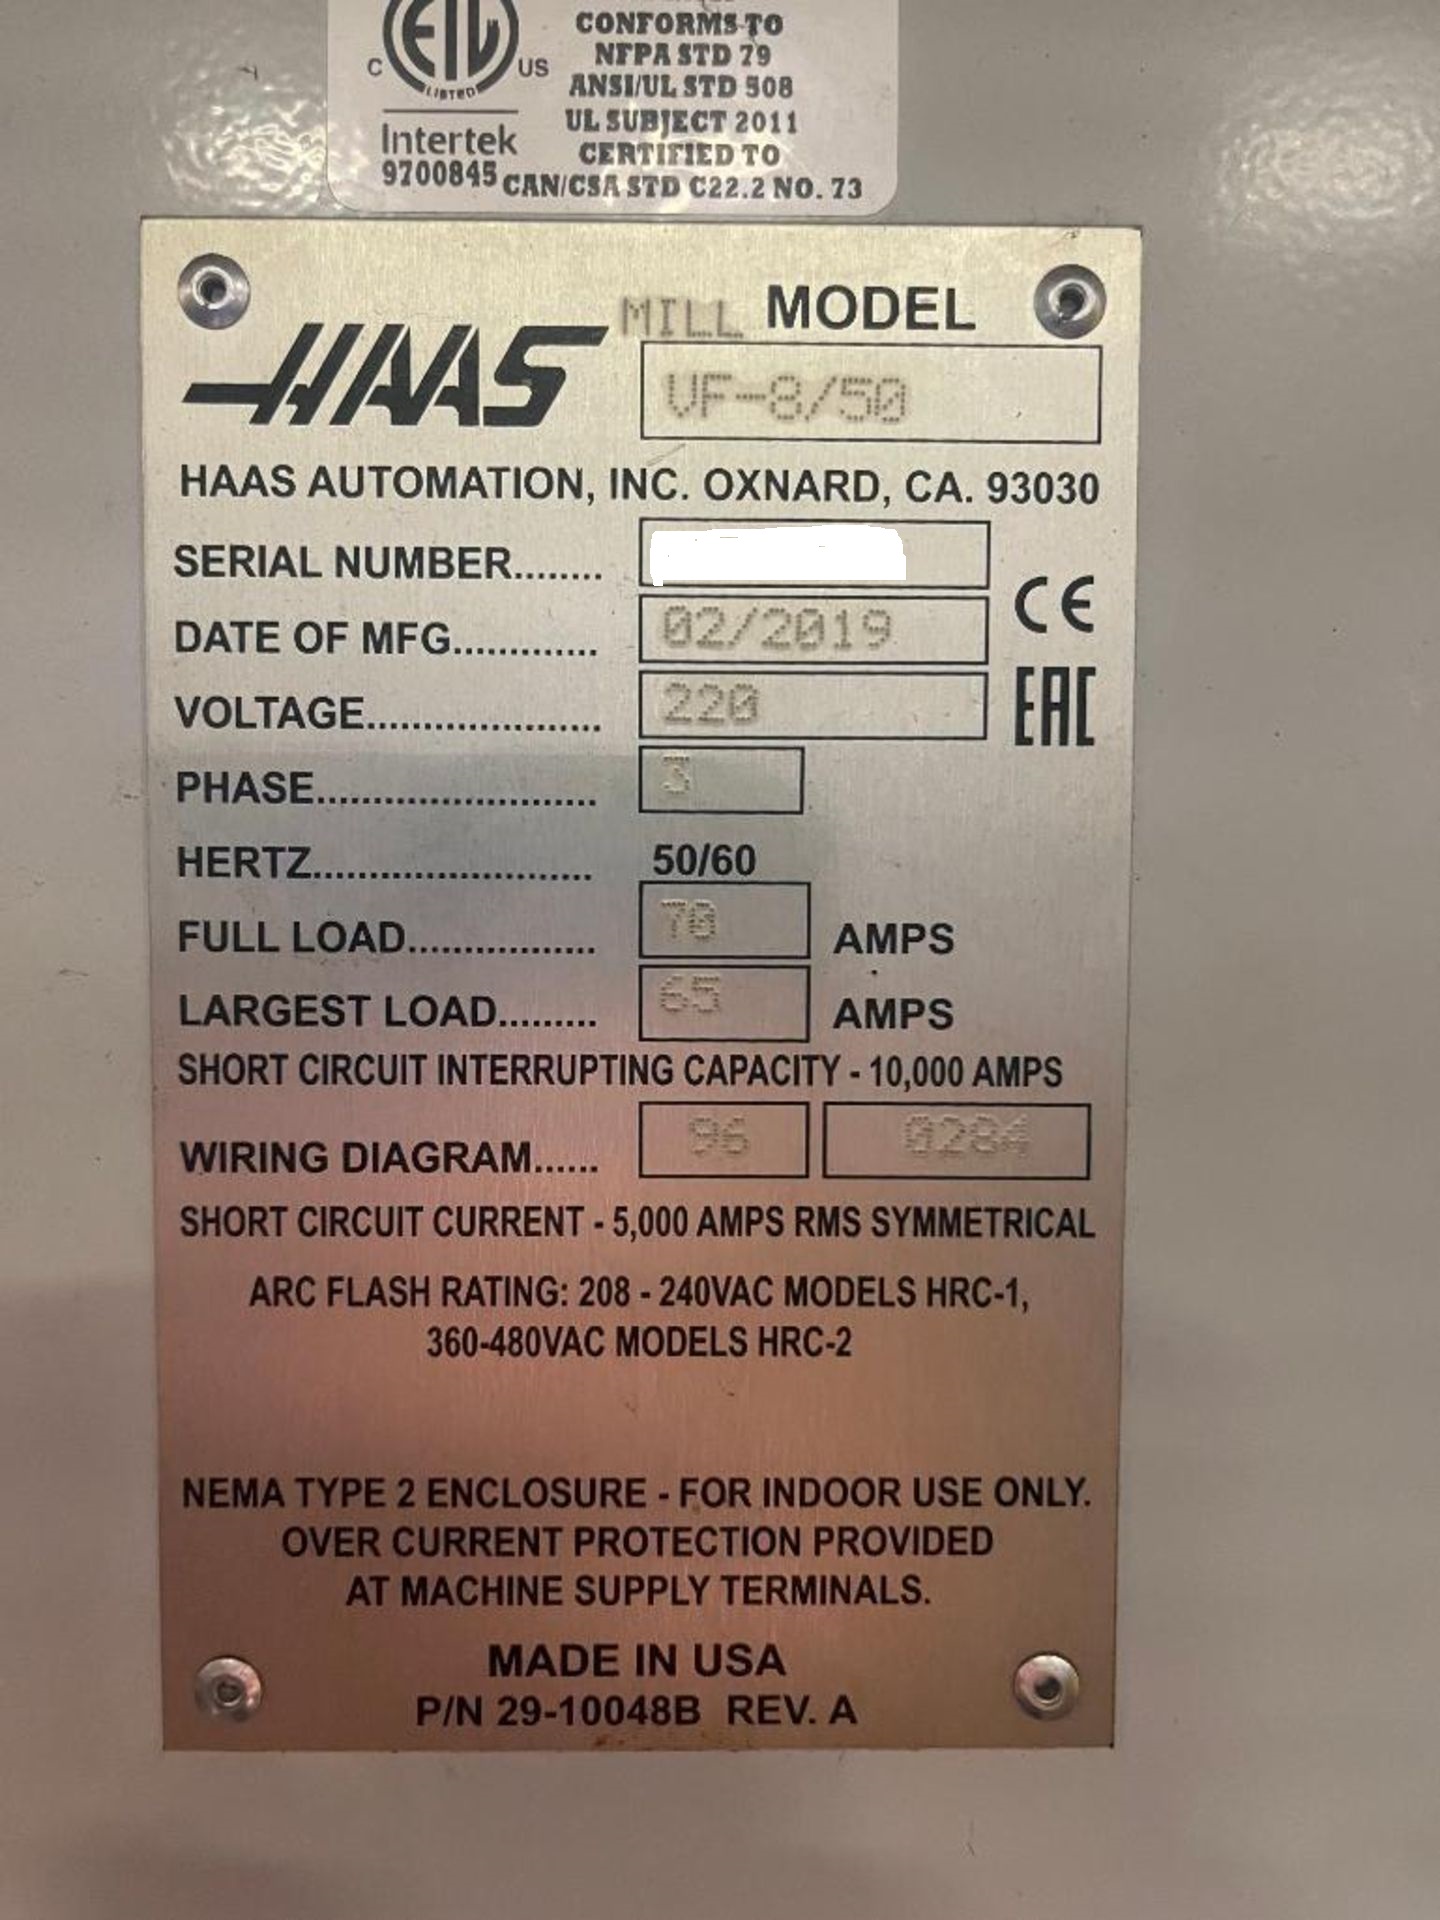 CONFORMS TO
NFPA STD 79
ANSI/UL STD 508
UL SUBJECT 2011
CERTIFIED TO
CAN/CSA STD C22.2 NO. 73
C ETL US
LISTED
Intertek
9700845
HAAS
MILL MODEL
VF-8/50
HAAS AUTOMATION, INC. OXNARD, CA. 93030
SERIAL NUMBER........
DATE OF MFG............. 02/2019
CE
VOLTAGE..................... 220
EAC
PHASE......................... 3
HERTZ......................... 50/60
FULL LOAD................. 70 AMPS
LARGEST LOAD......... 65 AMPS
SHORT CIRCUIT INTERRUPTING CAPACITY - 10,000 AMPS
WIRING DIAGRAM...... 96 0284
SHORT CIRCUIT CURRENT - 5,000 AMPS RMS SYMMETRICAL
ARC FLASH RATING: 208 - 240VAC MODELS HRC-1,
360-480VAC MODELS HRC-2
NEMA TYPE 2 ENCLOSURE - FOR INDOOR USE ONLY.
OVER CURRENT PROTECTION PROVIDED
AT MACHINE SUPPLY TERMINALS.
MADE IN USA
P/N 29-10048B REV. A